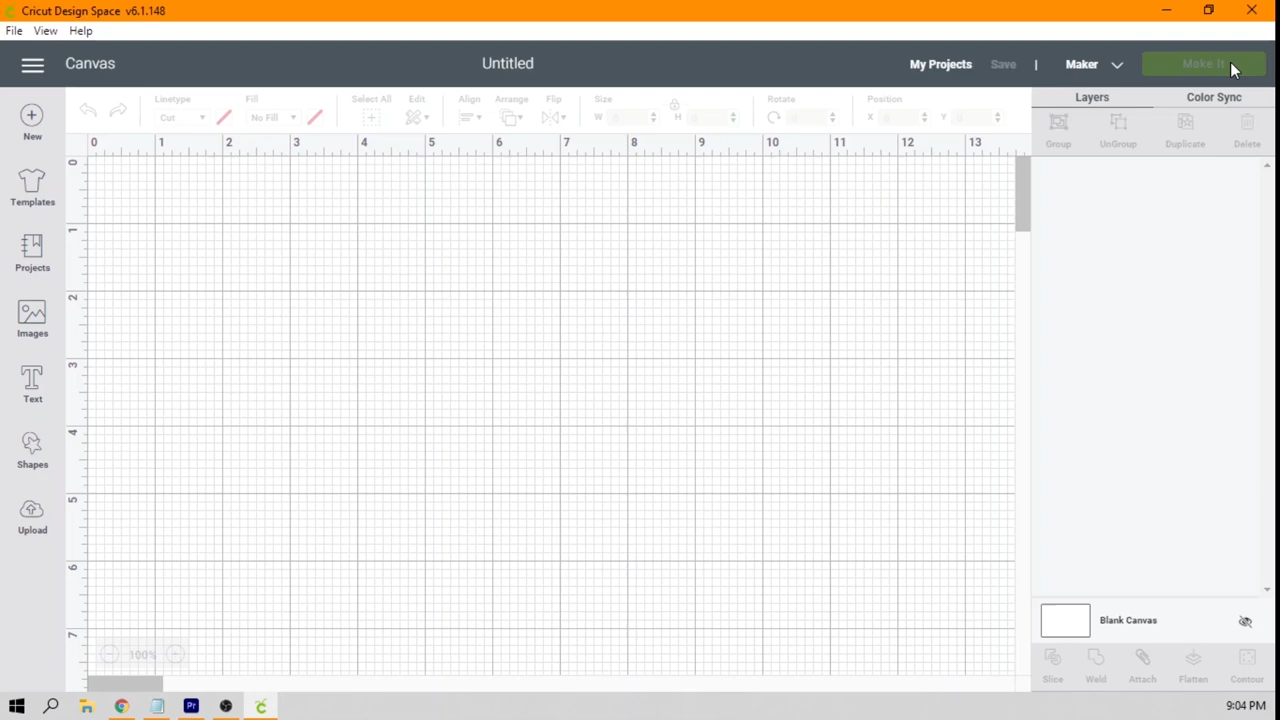 Cricut Design Space v6.1.148
File View Help
Canvas Untitled My Projects Save | Maker Make It
Linetype Fill Select All Edit Align Arrange Flip Size Rotate Position
Cut No Fill W H X Y
Layers Color Sync
Group UnGroup Duplicate Delete
0 1 2 3 4 5 6 7 8 9 10 11 12 13
0
1
2
3
4
5
6
7
New
Templates
Projects
Images
Text
Shapes
Upload
100%
Blank Canvas
Slice Weld Attach Flatten Contour
Pr
9:04 PM